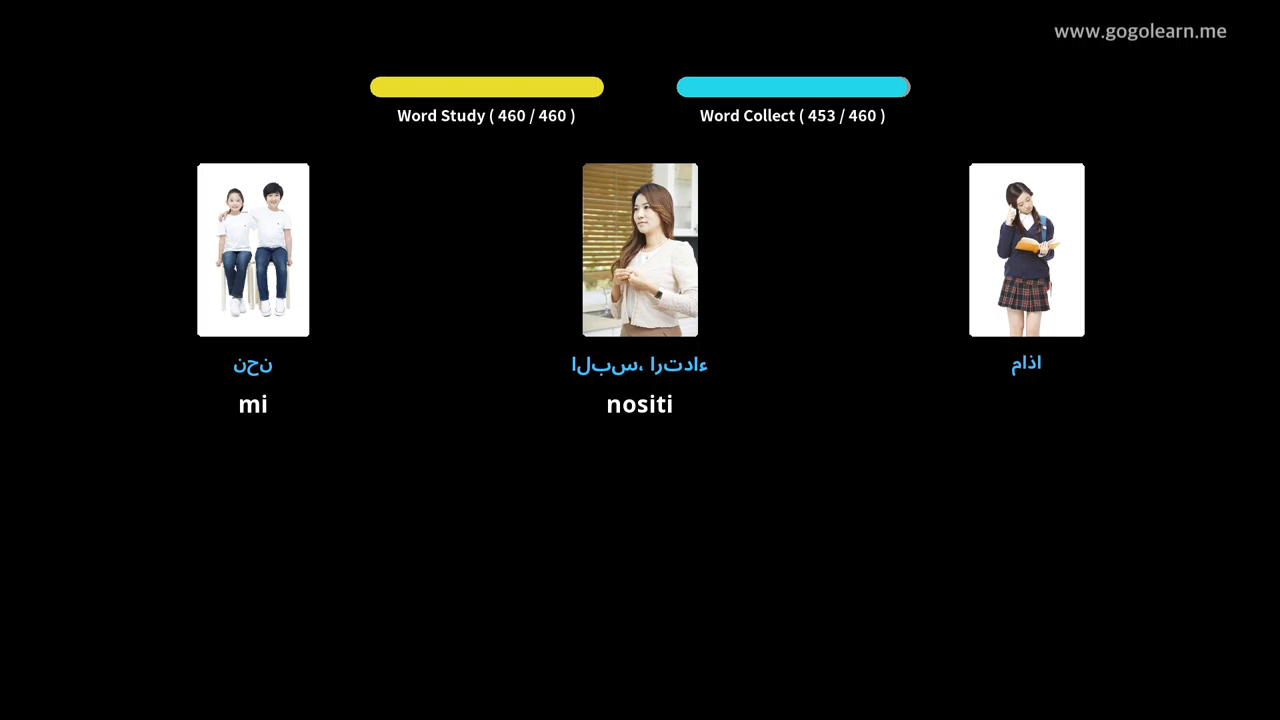 www.gogolearn.me
Word Study ( 460 / 460 )
Word Collect ( 453 / 460 )
نحن
البس، ارتداء
ماذا
mi
nositi